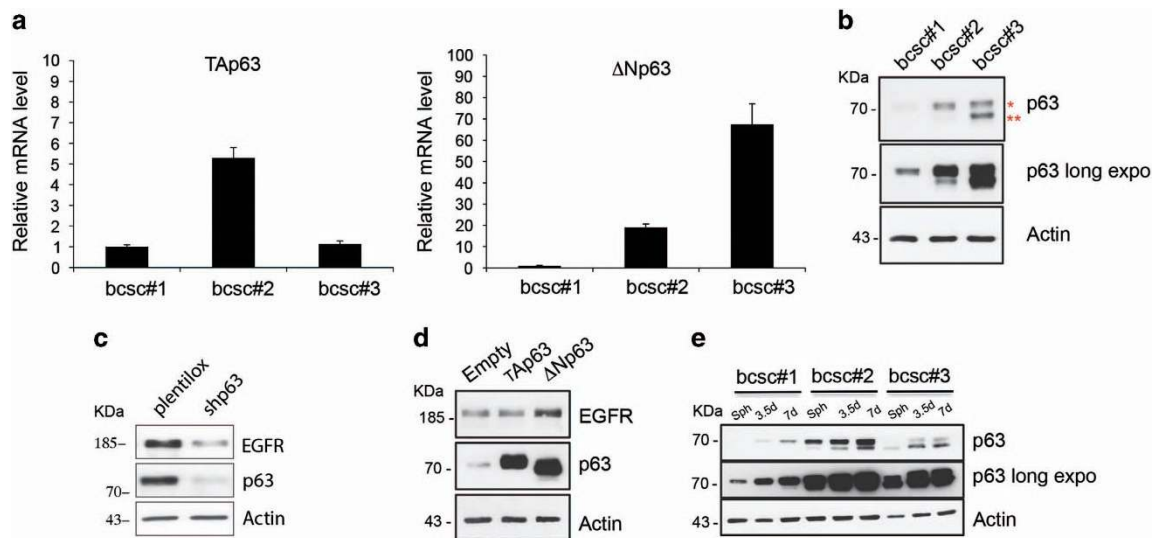 a
TAp63
Relative mRNA level
10
9
8
7
6
5
4
3
2
1
0
bcsc#1 bcsc#2 bcsc#3
ΔNp63
Relative mRNA level
100
90
80
70
60
50
40
30
20
10
0
bcsc#1 bcsc#2 bcsc#3
b
bcsc#1 bcsc#2 bcsc#3
KDa
70 - * p63
**
70 - p63 long expo
43 - Actin
c
plentilox shp63
KDa
185– EGFR
p63
70–
43– Actin
d
Empty TAp63 ΔNp63
KDa
185 - EGFR
p63
70 -
43 - Actin
e
bcsc#1 bcsc#2 bcsc#3
Sph 3.5d 7d Sph 3.5d 7d Sph 3.5d 7d
KDa
70 - p63
70 - p63 long expo
43 - Actin